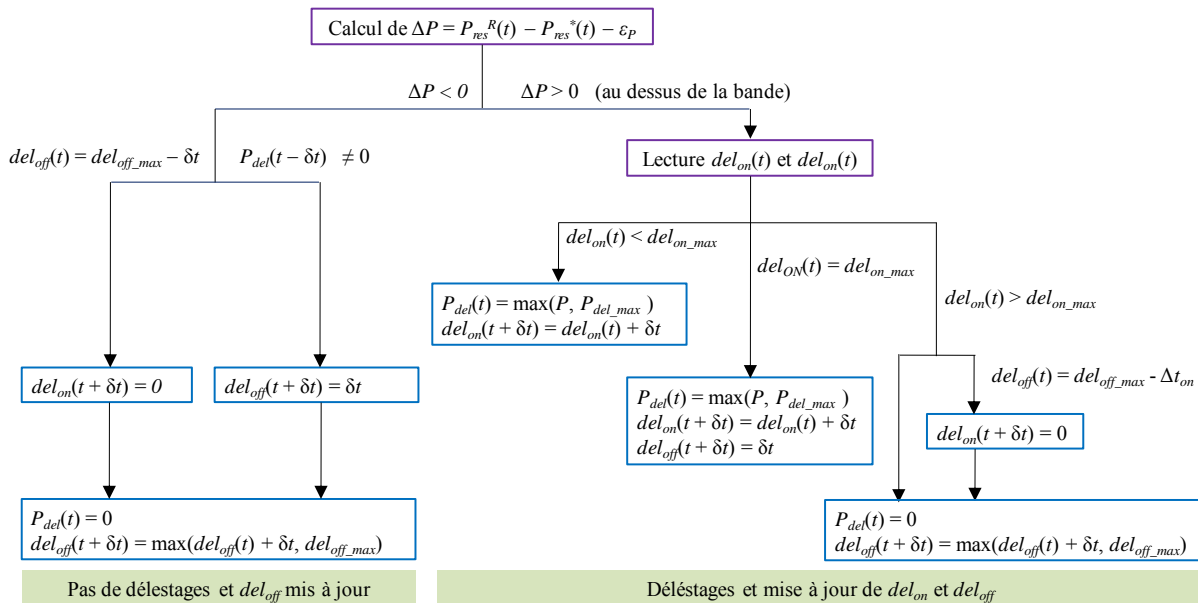 Calcul de ΔP = P_res^R(t) – P_res^*(t) – ε_P
ΔP < 0
ΔP > 0 (au dessus de la bande)
del_off(t) = del_off_max – δt
P_del(t – δt) ≠ 0
Lecture del_on(t) et del_on(t)
del_on(t) < del_on_max
del_ON(t) = del_on_max
del_on(t) > del_on_max
P_del(t) = max(P, P_del_max )
del_on(t + δt) = del_on(t) + δt
del_off(t) = del_off_max - Δt_on
del_on(t + δt) = 0
del_off(t + δt) = δt
P_del(t) = max(P, P_del_max )
del_on(t + δt) = del_on(t) + δt
del_off(t + δt) = δt
del_on(t + δt) = 0
P_del(t) = 0
del_off(t + δt) = max(del_off(t) + δt, del_off_max)
P_del(t) = 0
del_off(t + δt) = max(del_off(t) + δt, del_off_max)
Pas de délestages et del_off mis à jour
Déléstages et mise à jour de del_on et del_off